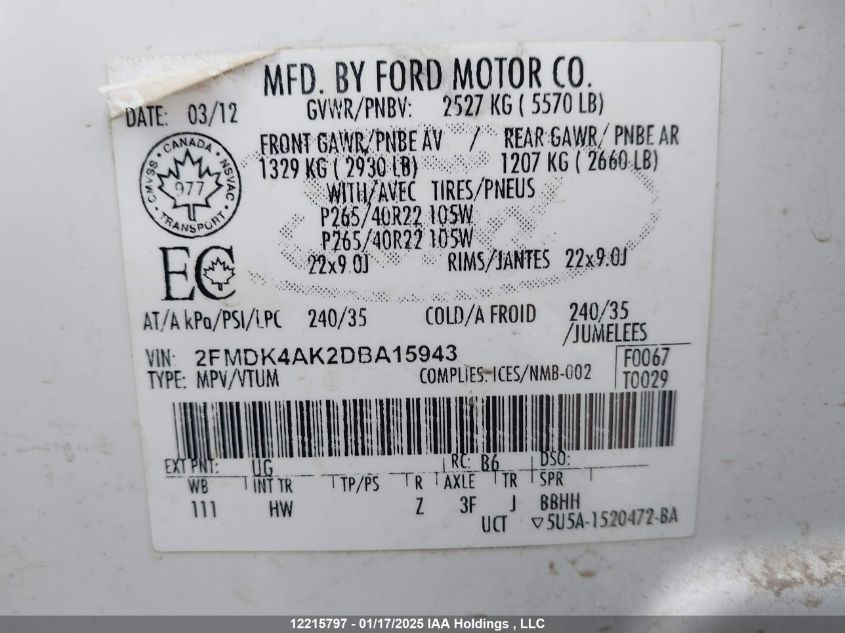 MFD. BY FORD MOTOR CO.
DATE: 03/12 GVWR/PNBV: 2527 KG ( 5570 LB)
FRONT GAWR/PNBE AV / REAR GAWR/ PNBE AR
1329 KG ( 2930 LB) 1207 KG ( 2660 LB)
WITH/AVEC TIRES/PNEUS
P265/40R22 105W
P265/40R22 105W
22x9.0J RIMS/JANTES 22x9.0J
CANADA
CMVSS NSVAC
977
TRANSPORT
EC
AT/A kPa/PSI/LPC 240/35 COLD/A FROID 240/35
/JUMELEES
VIN: 2FMDK4AK2DBA15943 F0067
TYPE: MPV/VTUM COMPLIES: ICES/NMB-002 T0029
EXT PNT: UG RC: B6 DSO:
WB INT TR TP/PS R AXLE TR SPR
111 HW Z 3F J BBHH
UCT ▽5U5A-1520472-BA
12215797 - 01/17/2025 IAA Holdings , LLC